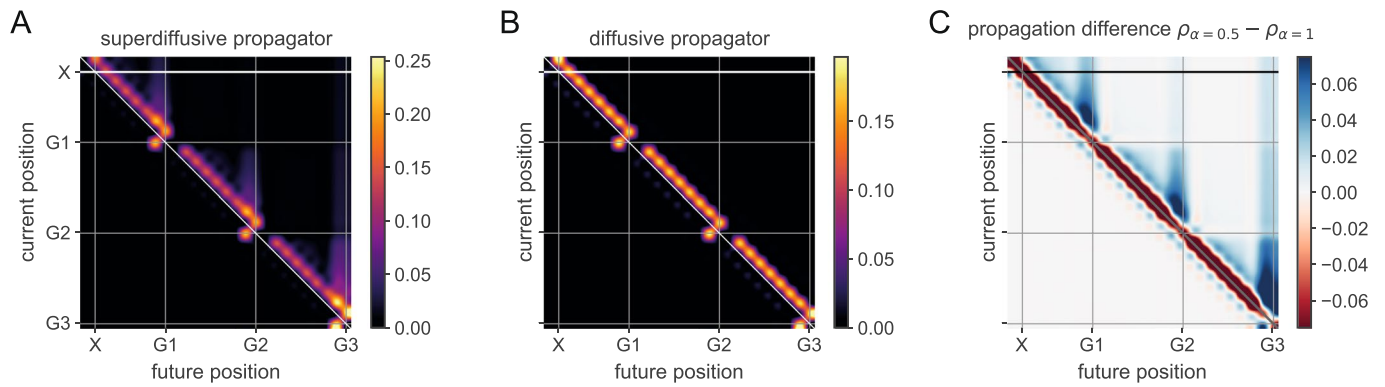 A
superdiffusive propagator
X
G1
G2
G3
current position
X
G1
G2
G3
future position
0.25
0.20
0.15
0.10
0.05
0.00
B
diffusive propagator
current position
X
G1
G2
G3
future position
0.15
0.10
0.05
0.00
C
propagation difference ρα=0.5 − ρα=1
current position
X
G1
G2
G3
future position
0.06
0.04
0.02
0.00
−0.02
−0.04
−0.06